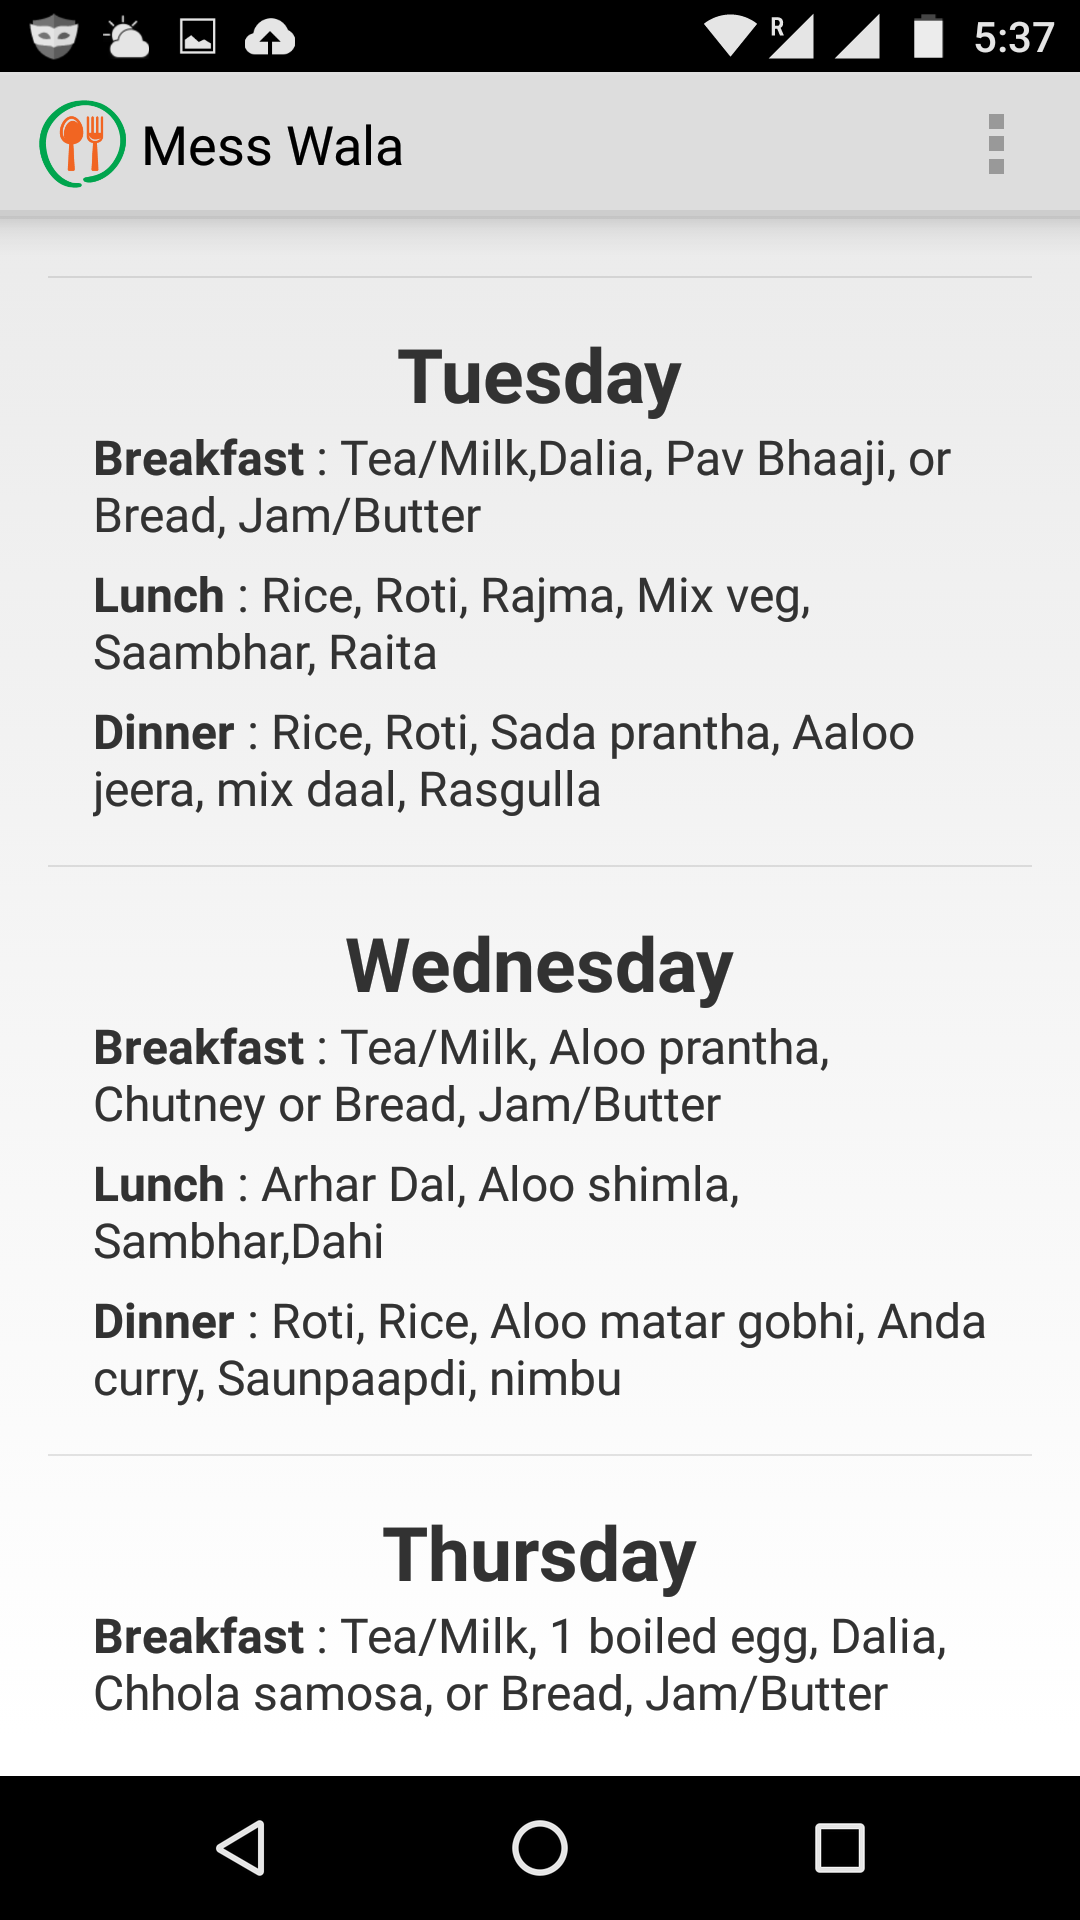 R 5:37
Mess Wala
Tuesday
Breakfast : Tea/Milk,Dalia, Pav Bhaaji, or
Bread, Jam/Butter
Lunch : Rice, Roti, Rajma, Mix veg,
Saambhar, Raita
Dinner : Rice, Roti, Sada prantha, Aaloo
jeera, mix daal, Rasgulla
Wednesday
Breakfast : Tea/Milk, Aloo prantha,
Chutney or Bread, Jam/Butter
Lunch : Arhar Dal, Aloo shimla,
Sambhar,Dahi
Dinner : Roti, Rice, Aloo matar gobhi, Anda
curry, Saunpaapdi, nimbu
Thursday
Breakfast : Tea/Milk, 1 boiled egg, Dalia,
Chhola samosa, or Bread, Jam/Butter